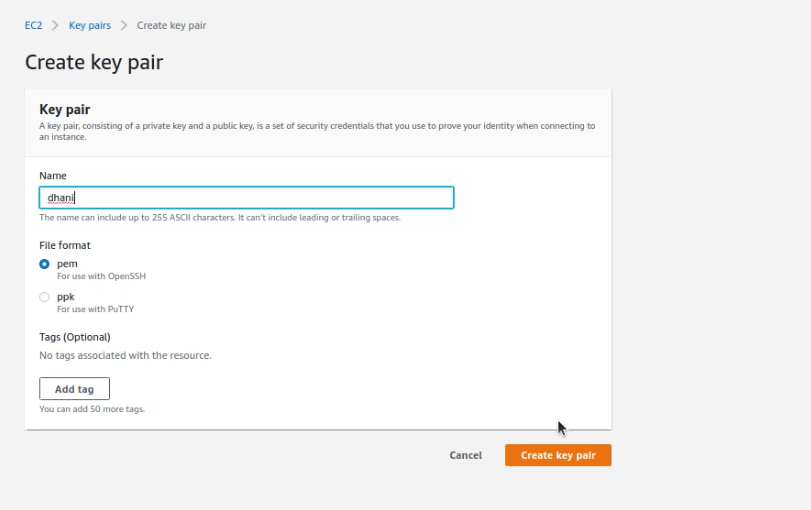 EC2 > Key pairs > Create key pair
Create key pair
Key pair
A key pair, consisting of a private key and a public key, is a set of security credentials that you use to prove your identity when connecting to
an instance.
Name
dhani
The name can include up to 255 ASCII characters. It can't include leading or trailing spaces.
File format
pem
For use with OpenSSH
ppk
For use with PuTTY
Tags (Optional)
No tags associated with the resource.
Add tag
You can add 50 more tags.
Cancel Create key pair